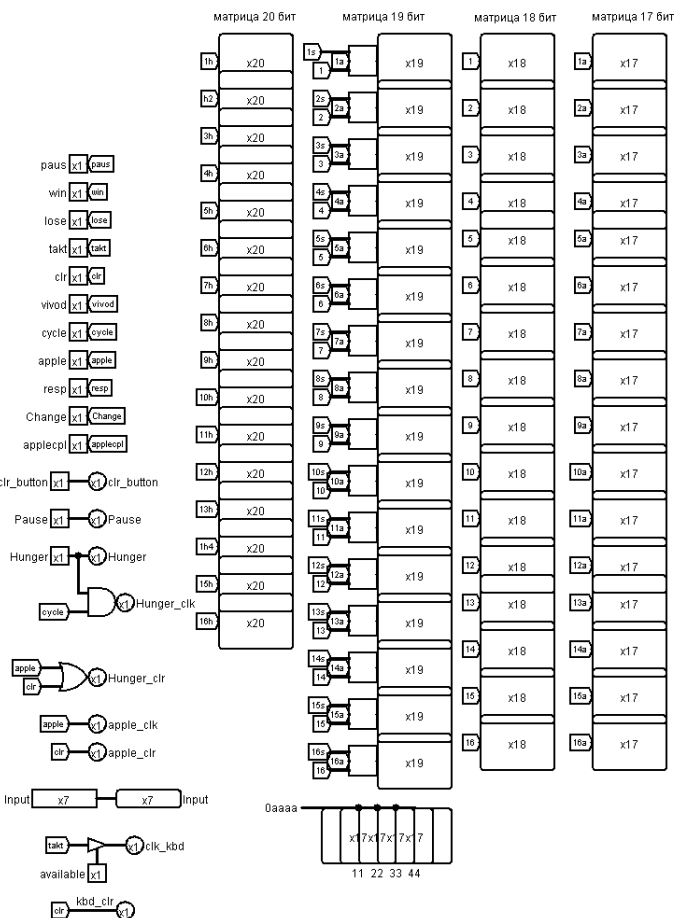 матрица 20 бит матрица 19 бит матрица 18 бит матрица 17 бит
1h x20 1s 1a 1 x19 1 x18 1a x17
h2 x20 2s 2a 2 x19 2 x18 2a x17
3h x20 3s 3a 3 x19 3 x18 3a x17
4h x20 4s 4a 4 x19 4 x18 4a x17
5h x20 5s 5a 5 x19 5 x18 5a x17
6h x20 6s 6a 6 x19 6 x18 6a x17
7h x20 7s 7a 7 x19 7 x18 7a x17
8h x20 8s 8a 8 x19 8 x18 8a x17
9h x20 9s 9a 9 x19 9 x18 9a x17
10h x20 10s 10a 10 x19 10 x18 10a x17
11h x20 11s 11a 11 x19 11 x18 11a x17
12h x20 12s 12a 12 x19 12 x18 12a x17
13h x20 13s 13a 13 x19 13 x18 13a x17
1h4 x20 14s 14a 14 x19 14 x18 14a x17
15h x20 15s 15a 15 x19 15 x18 15a x17
16h x20 16s 16a 16 x19 16 x18 16a x17
paus x1 paus
win x1 win
lose x1 lose
takt x1 takt
clr x1 clr
vivod x1 vivod
cycle x1 cycle
apple x1 apple
resp x1 resp
Change x1 Change
applecpl x1 applecpl
clr_button x1 x1 clr_button
Pause x1 x1 Pause
Hunger x1 x1 Hunger
cycle x1 Hunger_clk
apple clr x1 Hunger_clr
apple x1 apple_clk
clr x1 apple_clr
Input x7 x7 Input
takt x1 clk_kbd
available x1
kbd_clr
clr x1
0aaaa
x17x17x17x17
11 22 33 44